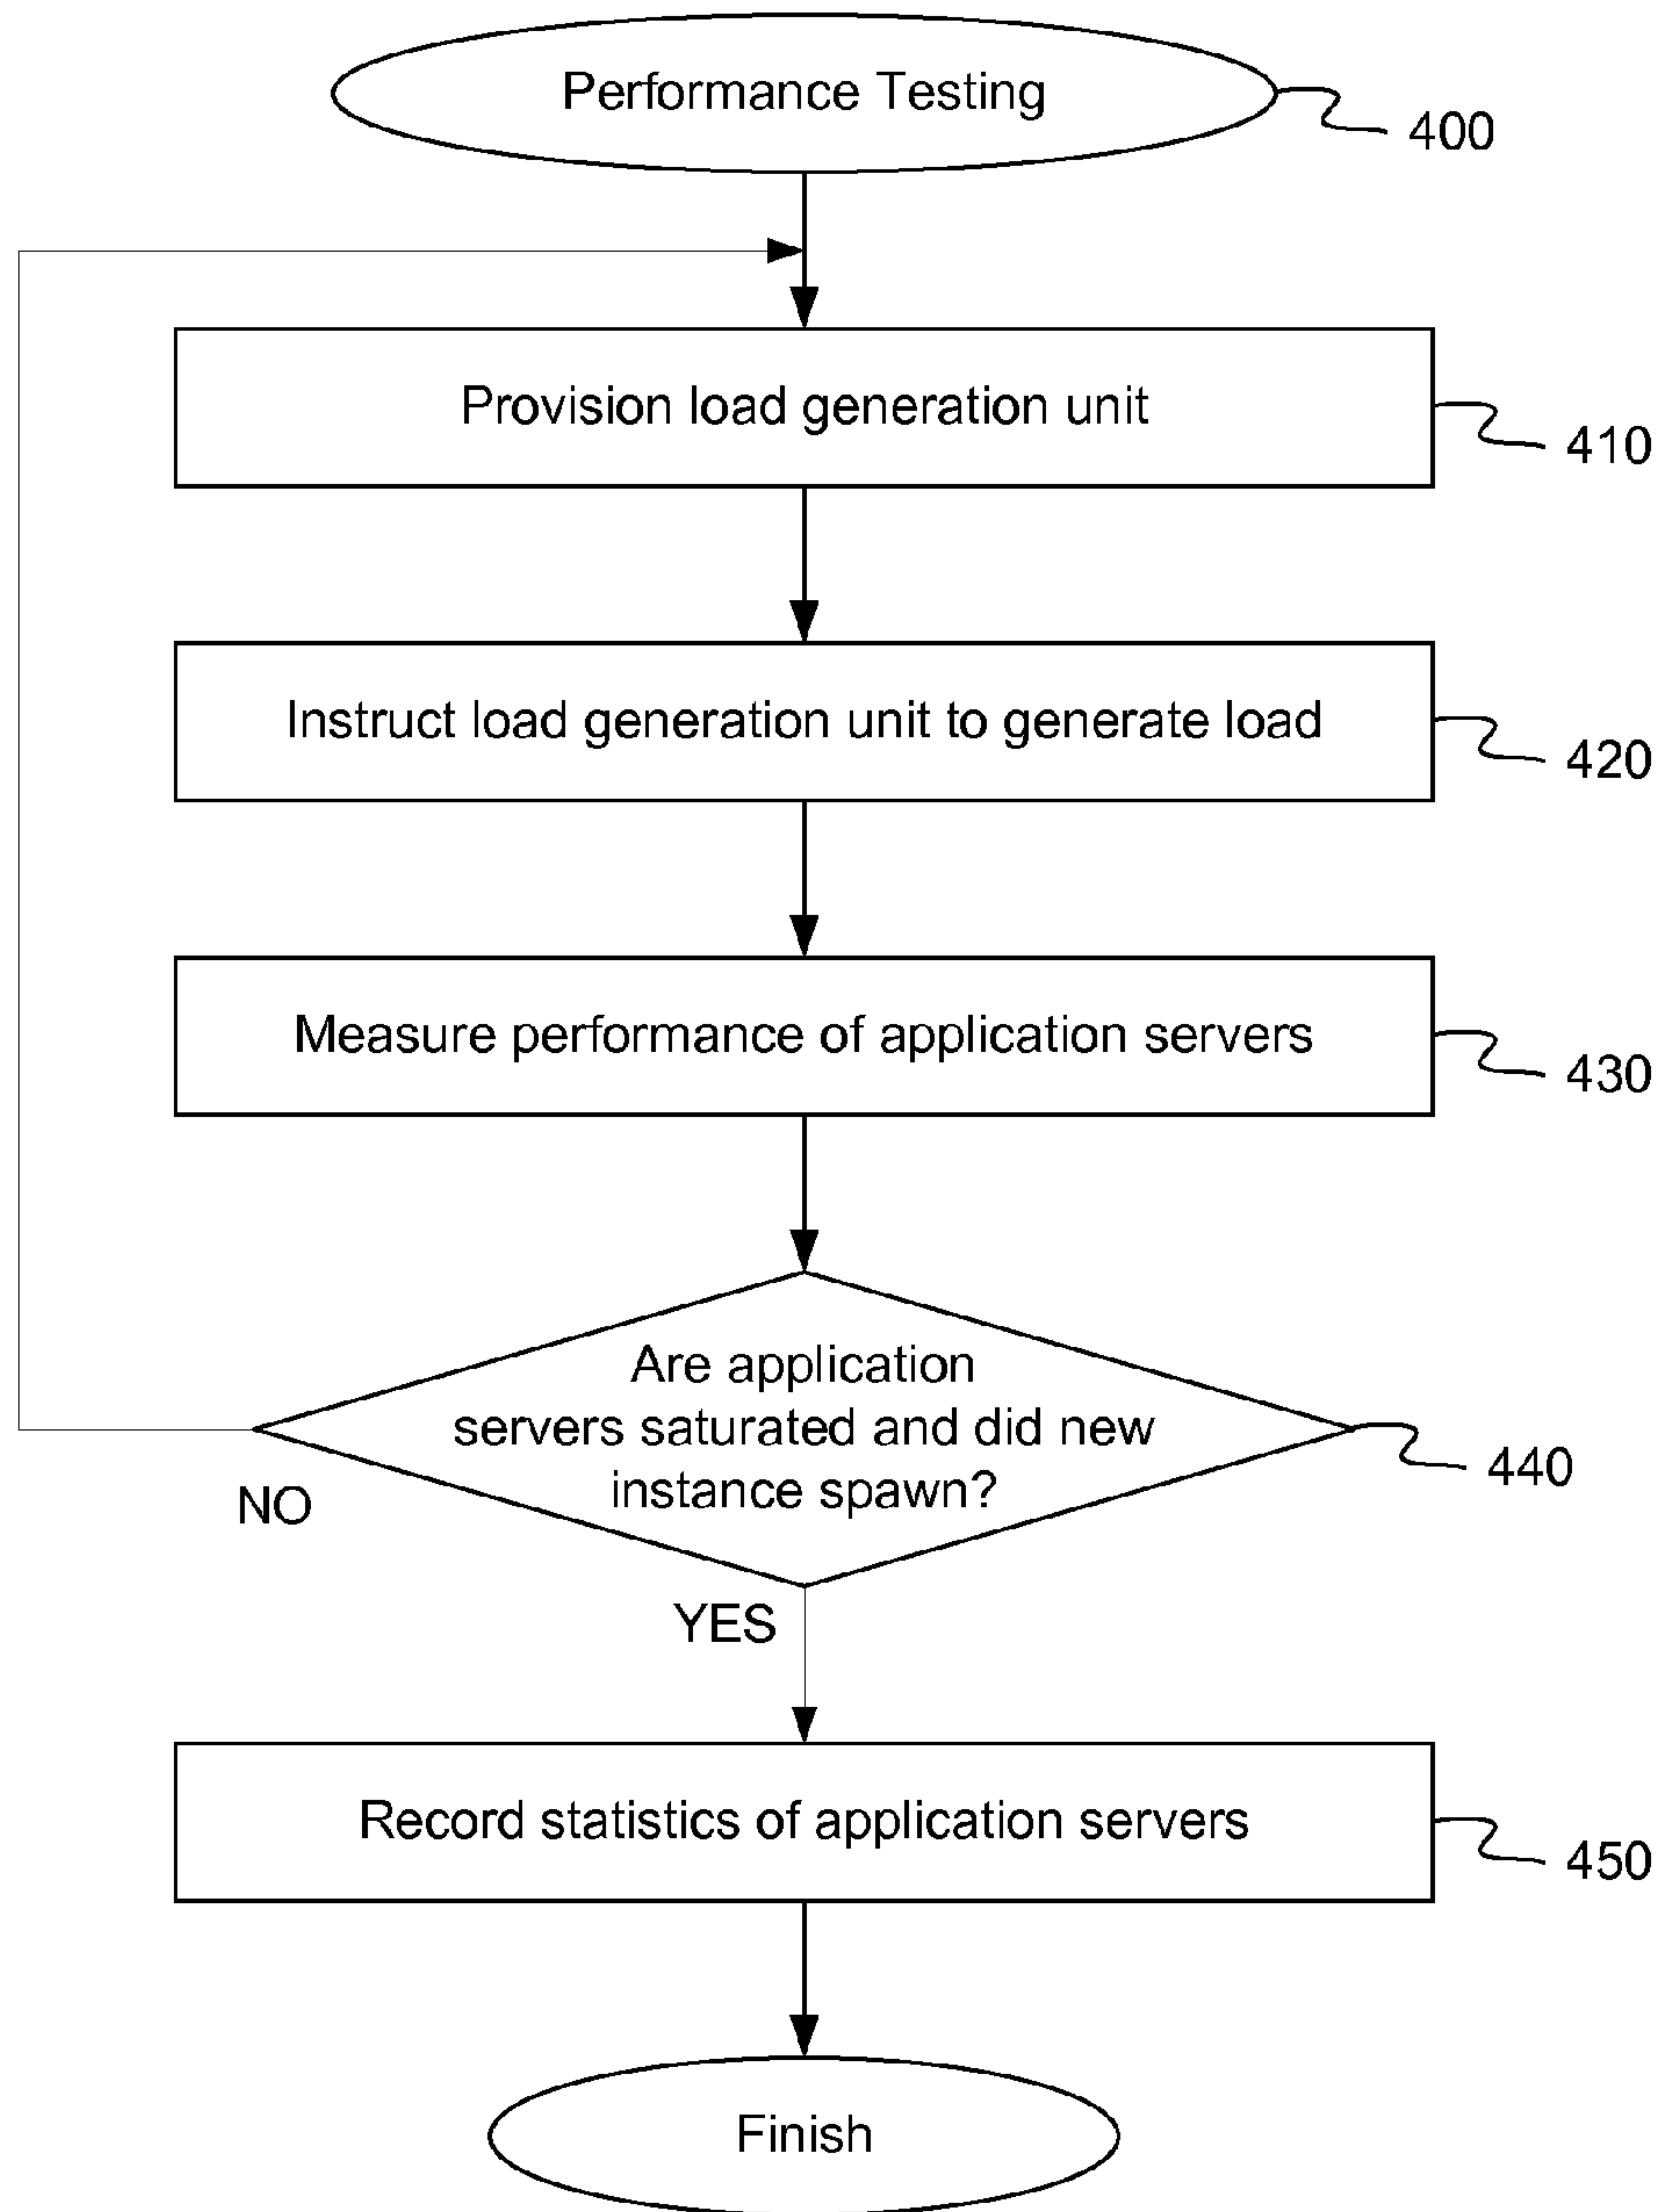 Performance Testing
400
Provision load generation unit
410
Instruct load generation unit to generate load
420
Measure performance of application servers
430
Are application
servers saturated and did new
instance spawn?
440
NO
YES
Record statistics of application servers
450
Finish